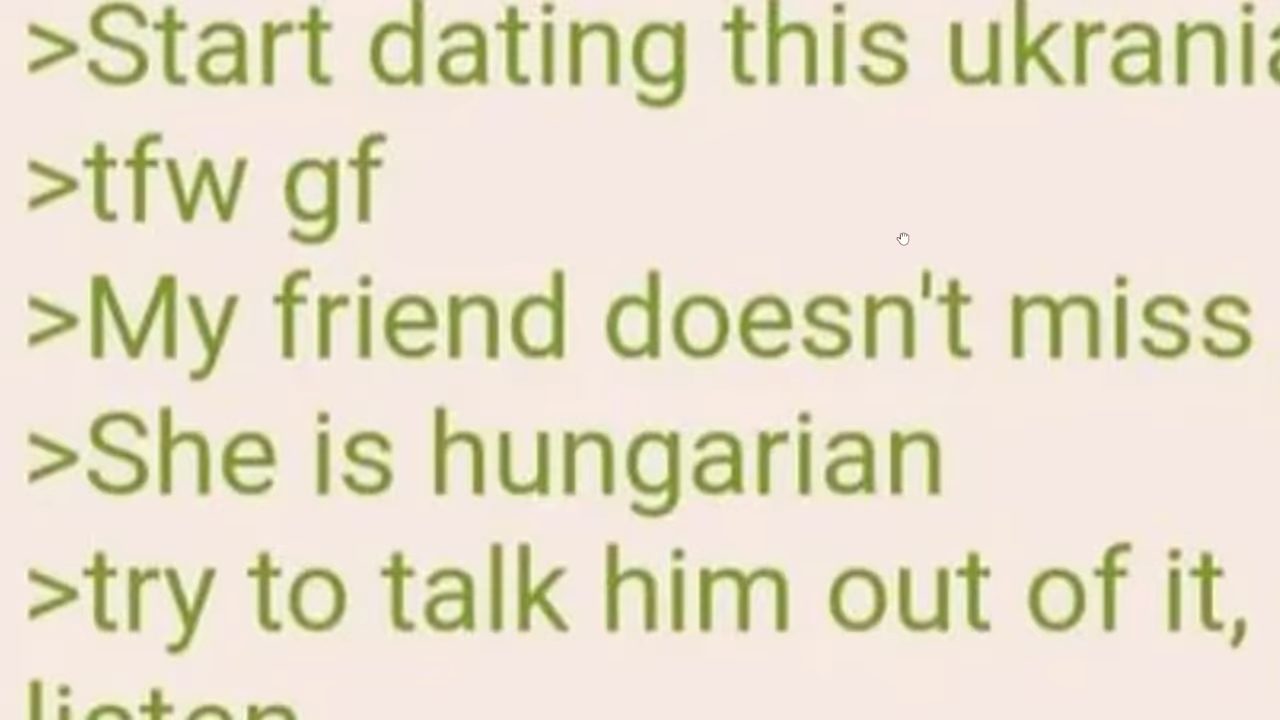 >Start dating this ukrania
>tfw gf
>My friend doesn't miss
>She is hungarian
>try to talk him out of it,
listen